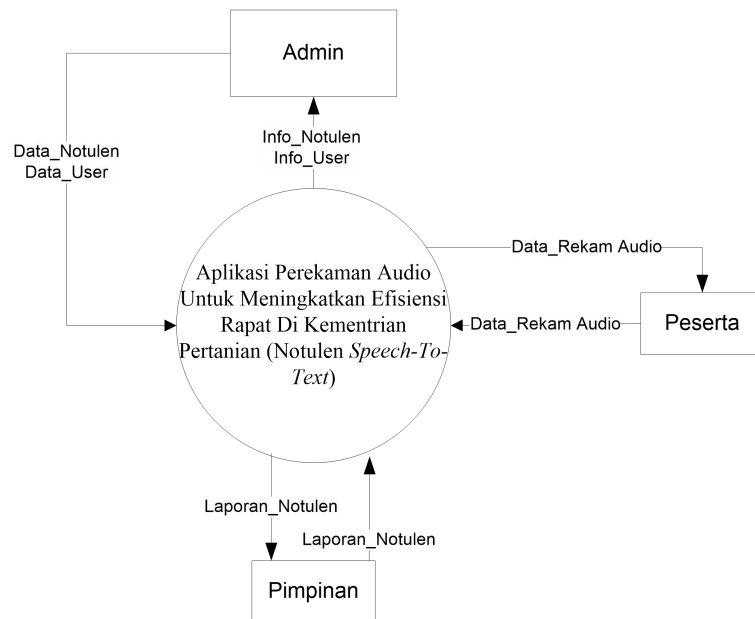 Admin
Info_Notulen
Info_User
Data_Notulen
Data_User
Data_Rekam Audio
Aplikasi Perekaman Audio
Untuk Meningkatkan Efisiensi
Rapat Di Kementrian
Pertanian (Notulen Speech-To-
Text)
Data_Rekam Audio
Peserta
Laporan_Notulen
Laporan_Notulen
Pimpinan